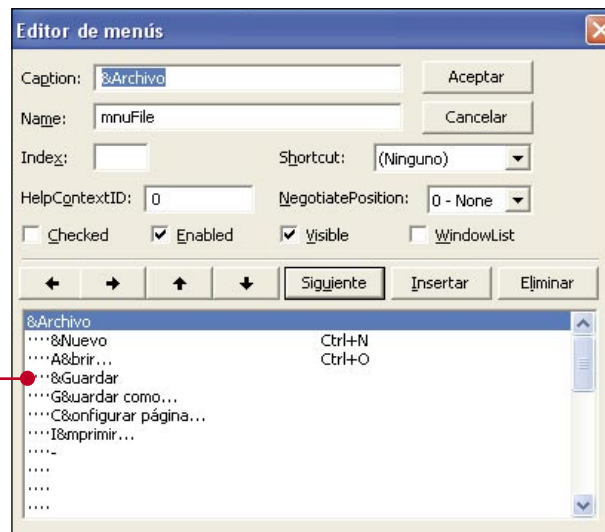 Editor de menús
Caption: &Archivo Aceptar
Name: mnuFile Cancelar
Index: Shortcut: (Ninguno)
HelpContextID: 0 NegotiatePosition: 0 - None
Checked Enabled Visible WindowList
Siguiente Insertar Eliminar
&Archivo
····&Nuevo Ctrl+N
····A&brir... Ctrl+O
····&Guardar
····G&uardar como...
····C&onfigurar página...
····I&mprimir...
····-
····
····
····